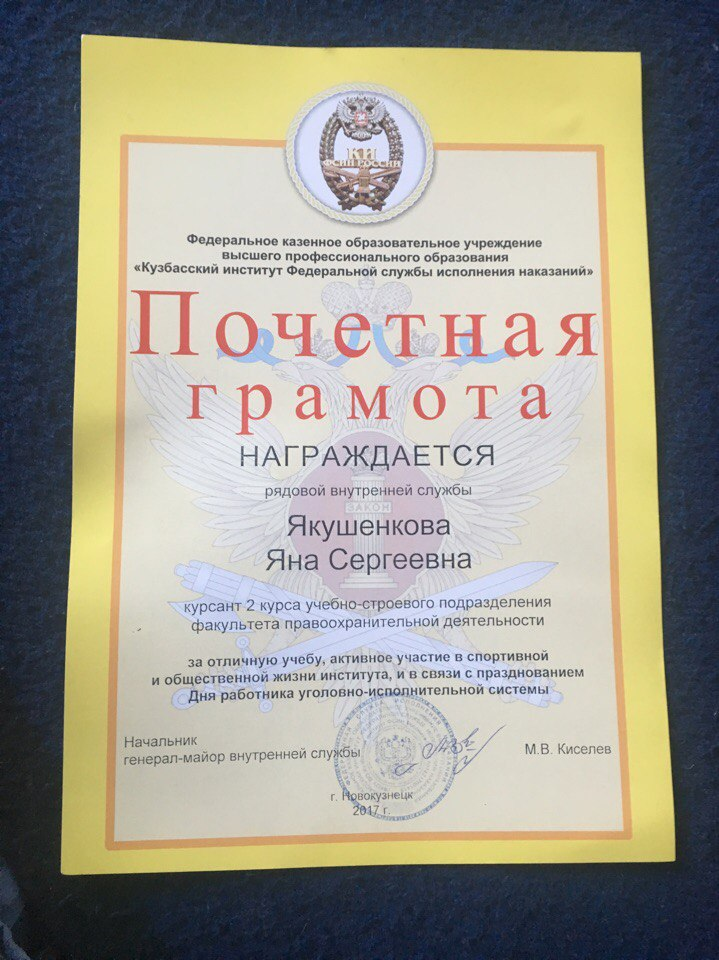 КИ
ФСИН РОССИИ
Федеральное казенное образовательное учреждение
высшего профессионального образования
«Кузбасский институт Федеральной службы исполнения наказаний»
Почетная
грамота
НАГРАЖДАЕТСЯ
рядовой внутренней службы
ЗАКОН
Якушенкова
Яна Сергеевна
курсант 2 курса учебно-строевого подразделения
факультета правоохранительной деятельности
за отличную учебу, активное участие в спортивной
и общественной жизни института, и в связи с празднованием
Дня работника уголовно-исполнительной системы
Начальник
генерал-майор внутренней службы
М.В. Киселев
г. Новокузнецк
2017 г.